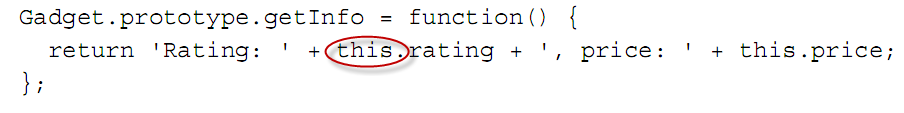 Gadget.prototype.getInfo = function() {
  return 'Rating: ' + this.rating + ', price: ' + this.price;
};